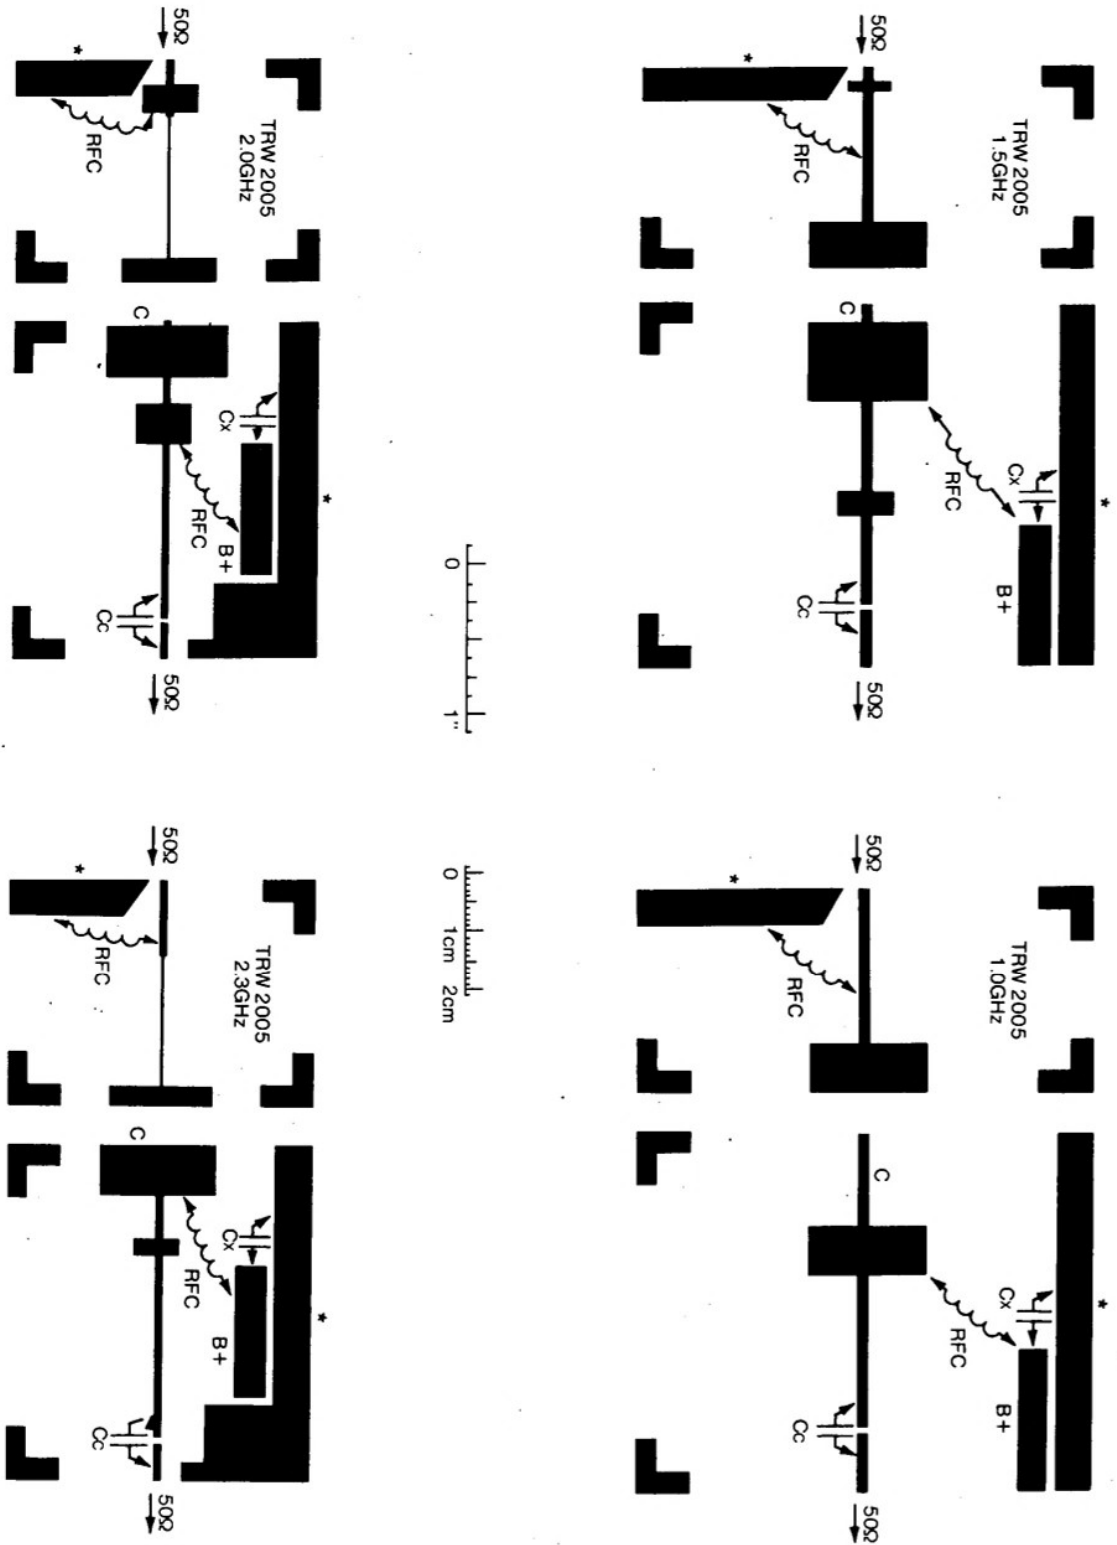 50Ω
*
RFC
TRW 2005
2.0GHz
C
Cx
RFC
B+
*
Cc
50Ω
50Ω
*
RFC
TRW 2005
1.5GHz
C
RFC
Cx
B+
*
Cc
50Ω
0
1"
0
1cm
2cm
50Ω
*
RFC
TRW 2005
2.3GHz
C
Cx
RFC
B+
*
Cc
50Ω
50Ω
*
RFC
TRW 2005
1.0GHz
C
Cx
RFC
B+
*
Cc
50Ω